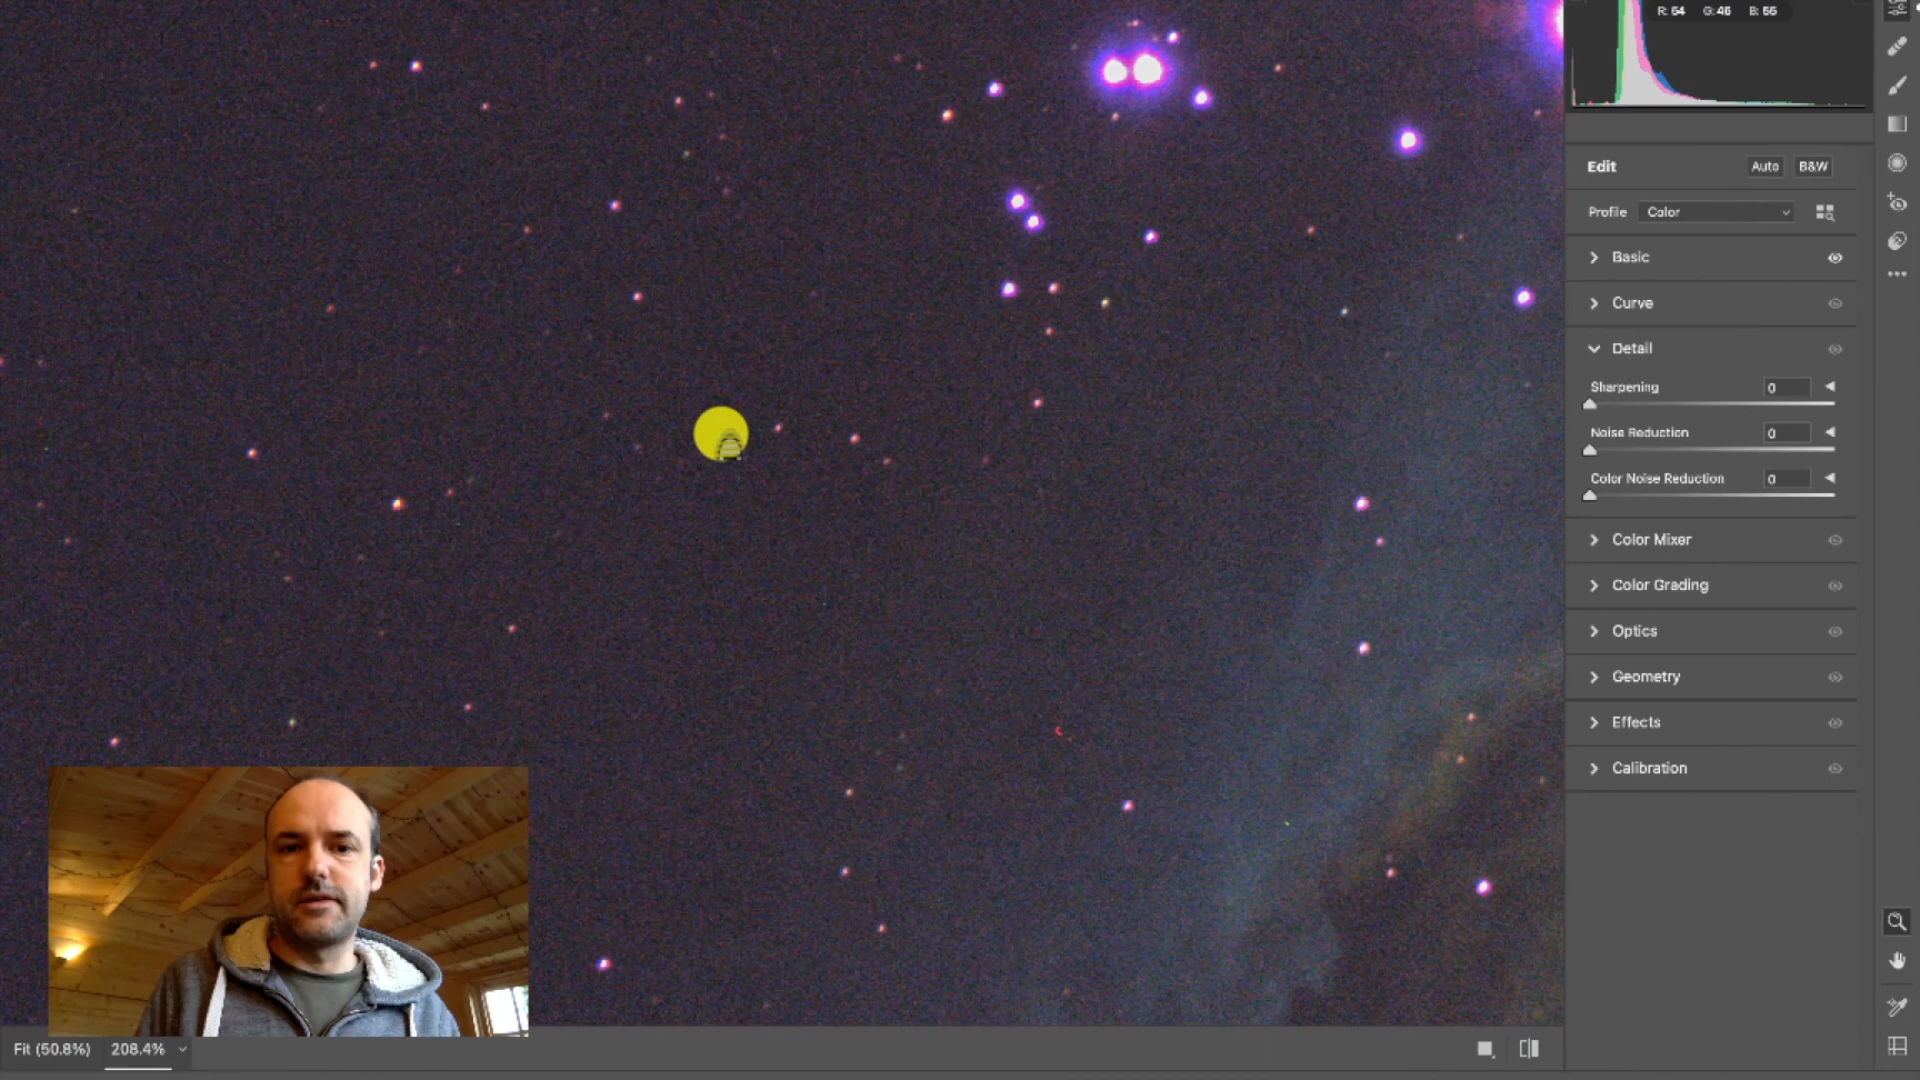 R: 54 G: 46 B: 55
Edit Auto B&W
Profile Color
Basic
Curve
Detail
Sharpening 0
Noise Reduction 0
Color Noise Reduction 0
Color Mixer
Color Grading
Optics
Geometry
Effects
Calibration
Fit (50.8%) 208.4%